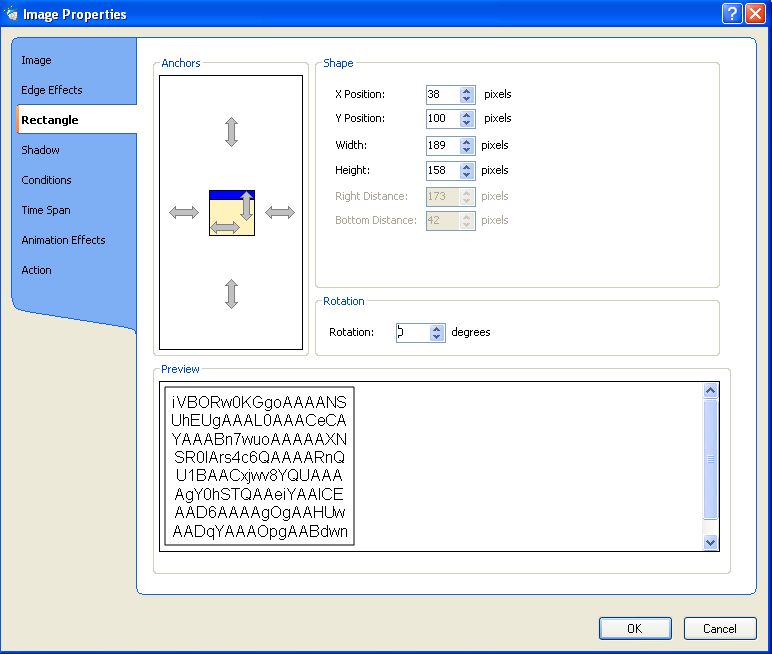 Image Properties
Image
Edge Effects
Rectangle
Shadow
Conditions
Time Span
Animation Effects
Action
Anchors
Shape
X Position: 38 pixels
Y Position: 100 pixels
Width: 189 pixels
Height: 158 pixels
Right Distance: 173 pixels
Bottom Distance: 42 pixels
Rotation
Rotation: degrees
Preview
iVBORw0KGgoAAAANS
UhEUgAAAL0AAACeCA
YAAABn7wuoAAAAAXN
SR0IArs4c6QAAAARnQ
U1BAACxjwv8YQUAAA
AgY0hSTQAAeiYAAICE
AAD6AAAAgOgAAHUw
AADqYAAAOpgAABdwn
OK
Cancel